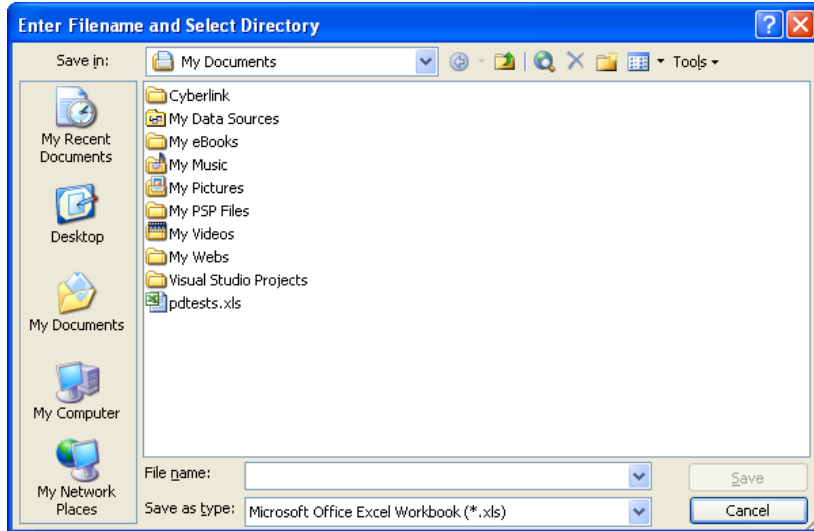 Enter Filename and Select Directory
Save in:
My Documents
Tools
My Recent
Documents
Desktop
My Documents
My Computer
My Network
Places
Cyberlink
My Data Sources
My eBooks
My Music
My Pictures
My PSP Files
My Videos
My Webs
Visual Studio Projects
pdtests.xls
File name:
Save
Save as type:
Microsoft Office Excel Workbook (*.xls)
Cancel